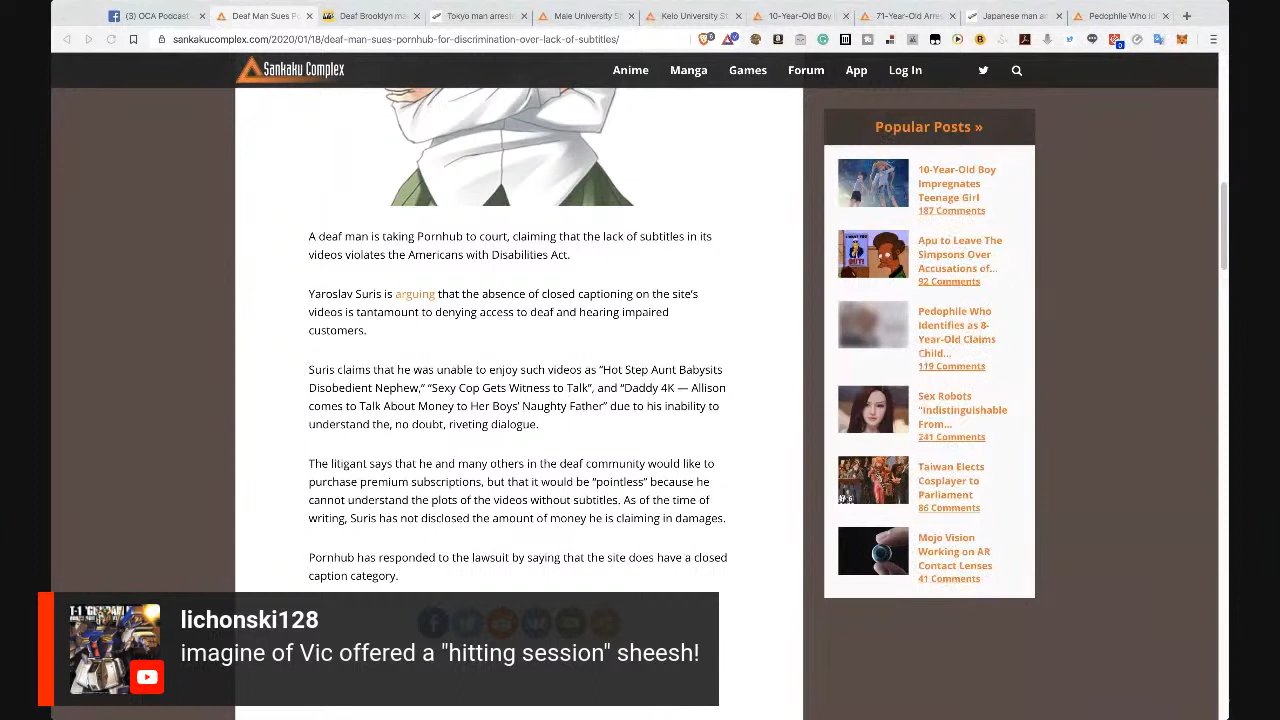 (3) OCA Podcast
Deaf Man Sues Po
Deaf Brooklyn ma
Tokyo man arreste
Male University St
Keio University St
10-Year-Old Boy I
71-Year-Old Arre
Japanese man ar
Pedophile Who Id
sankakucomplex.com/2020/01/18/deaf-man-sues-pornhub-for-discrimination-over-lack-of-subtitles/
Sankaku Complex
Anime
Manga
Games
Forum
App
Log In
Popular Posts »
10-Year-Old Boy
Impregnates
Teenage Girl
187 Comments
Apu to Leave The
Simpsons Over
Accusations of...
92 Comments
Pedophile Who
Identifies as 8-
Year-Old Claims
Child...
119 Comments
Sex Robots
"Indistinguishable
From...
241 Comments
Taiwan Elects
Cosplayer to
Parliament
86 Comments
Mojo Vision
Working on AR
Contact Lenses
41 Comments
A deaf man is taking Pornhub to court, claiming that the lack of subtitles in its
videos violates the Americans with Disabilities Act.
Yaroslav Suris is arguing that the absence of closed captioning on the site's
videos is tantamount to denying access to deaf and hearing impaired
customers.
Suris claims that he was unable to enjoy such videos as "Hot Step Aunt Babysits
Disobedient Nephew," "Sexy Cop Gets Witness to Talk", and "Daddy 4K — Allison
comes to Talk About Money to Her Boys' Naughty Father" due to his inability to
understand the, no doubt, riveting dialogue.
The litigant says that he and many others in the deaf community would like to
purchase premium subscriptions, but that it would be "pointless" because he
cannot understand the plots of the videos without subtitles. As of the time of
writing, Suris has not disclosed the amount of money he is claiming in damages.
Pornhub has responded to the lawsuit by saying that the site does have a closed
caption category.
lichonski128
imagine of Vic offered a "hitting session" sheesh!